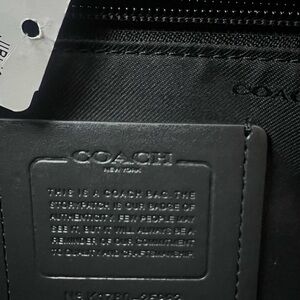 COACH
COACH
NEW YORK
THIS IS A COACH BAG. THE
STORYPATCH IS OUR BADGE OF
AUTHENTICITY. FEW PEOPLE MAY
SEE IT, BUT IT WILL ALWAYS BE A
REMINDER OF OUR COMMITMENT
TO QUALITY AND CRAFTSMANSHIP.